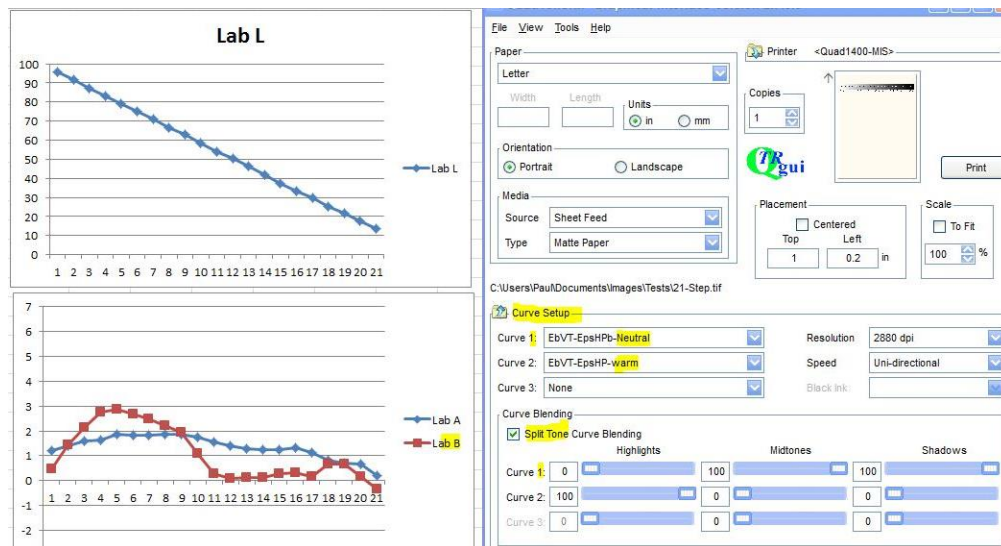 Lab L
100
90
80
70
60
50
40
30
20
10
0
1 2 3 4 5 6 7 8 9 10 11 12 13 14 15 16 17 18 19 20 21
Lab L
7
6
5
4
3
2
1
0
-1
-2
1 2 3 4 5 6 7 8 9 10 11 12 13 14 15 16 17 18 19 20 21
Lab A
Lab B
File View Tools Help
Paper
Letter
Width Length
Units
in mm
Orientation
Portrait Landscape
Media
Source Sheet Feed
Type Matte Paper
Printer <Quad1400-MIS>
Copies
1
QTR
gui
Print
Placement
Centered
Top Left
1 0.2 in
Scale
To Fit
100 %
C:\Users\Paul\Documents\Images\Tests\21-Step.tif
Curve Setup
Curve 1: EbVT-EpsHPb-Neutral Resolution 2880 dpi
Curve 2: EbVT-EpsHP-warm Speed Uni-directional
Curve 3: None Black Ink:
Curve Blending
Split Tone Curve Blending
Highlights Midtones Shadows
Curve 1: 0 100 100
Curve 2: 100 0 0
Curve 3: 0 0 0